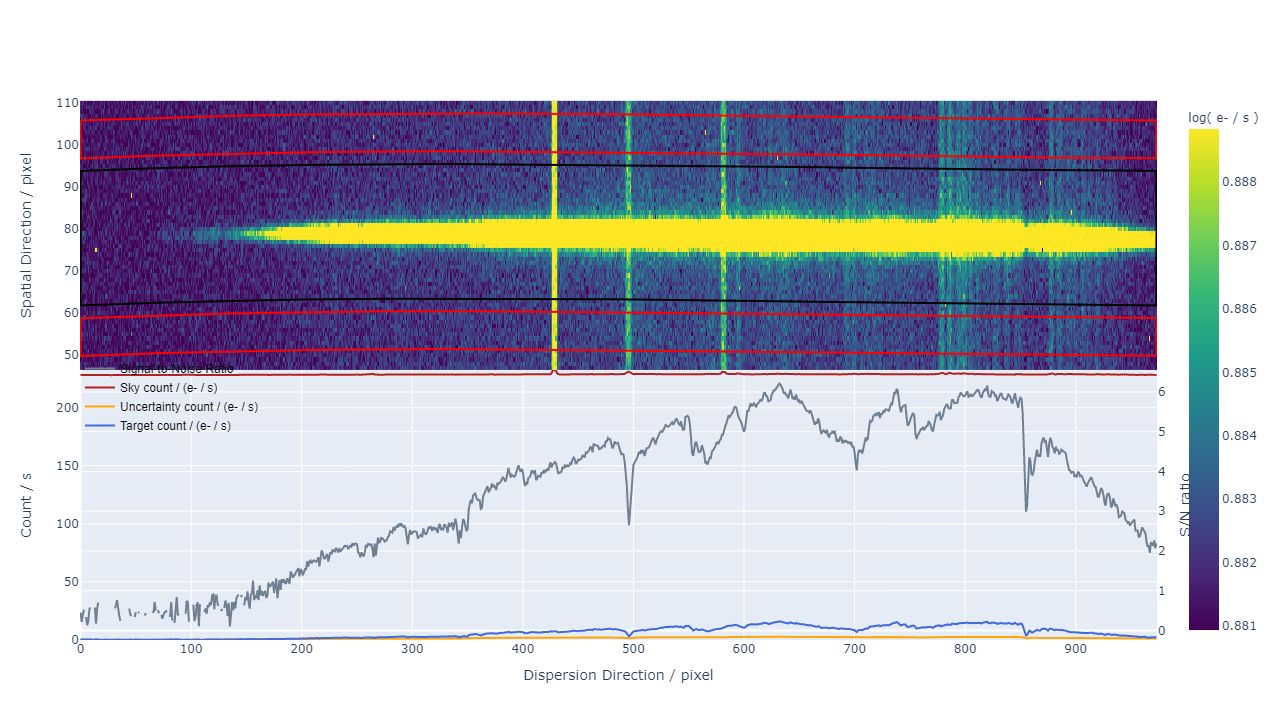 log( e- / s )
110
100
90
80
70
60
50
Spatial Direction / pixel
0.888
0.887
0.886
0.885
0.884
0.883
0.882
0.881
Signal to Noise Ratio
Sky count / (e- / s)
Uncertainty count / (e- / s)
Target count / (e- / s)
200
150
100
50
0
Count / s
6
5
4
3
2
1
0
S/N ratio
0 100 200 300 400 500 600 700 800 900
Dispersion Direction / pixel